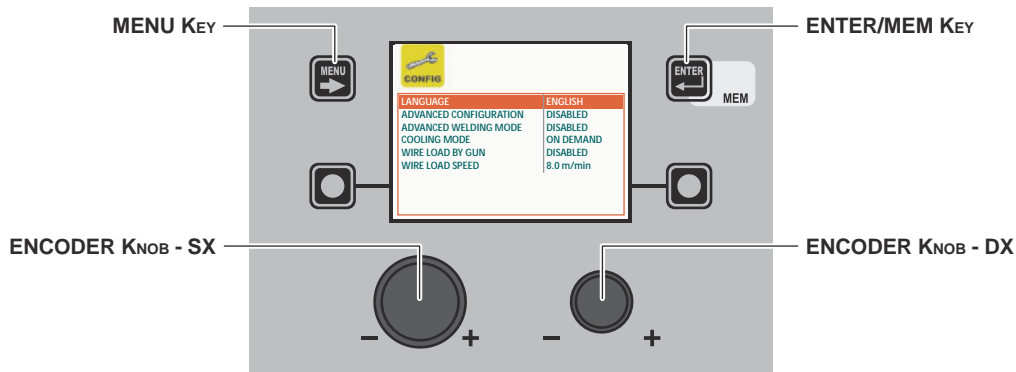 MENU KEY
ENTER/MEM KEY
MENU
ENTER
MEM
CONFIG
LANGUAGE ENGLISH
ADVANCED CONFIGURATION DISABLED
ADVANCED WELDING MODE DISABLED
COOLING MODE ON DEMAND
WIRE LOAD BY GUN DISABLED
WIRE LOAD SPEED 8.0 m/min
ENCODER KNOB - SX
ENCODER KNOB - DX
– +
– +